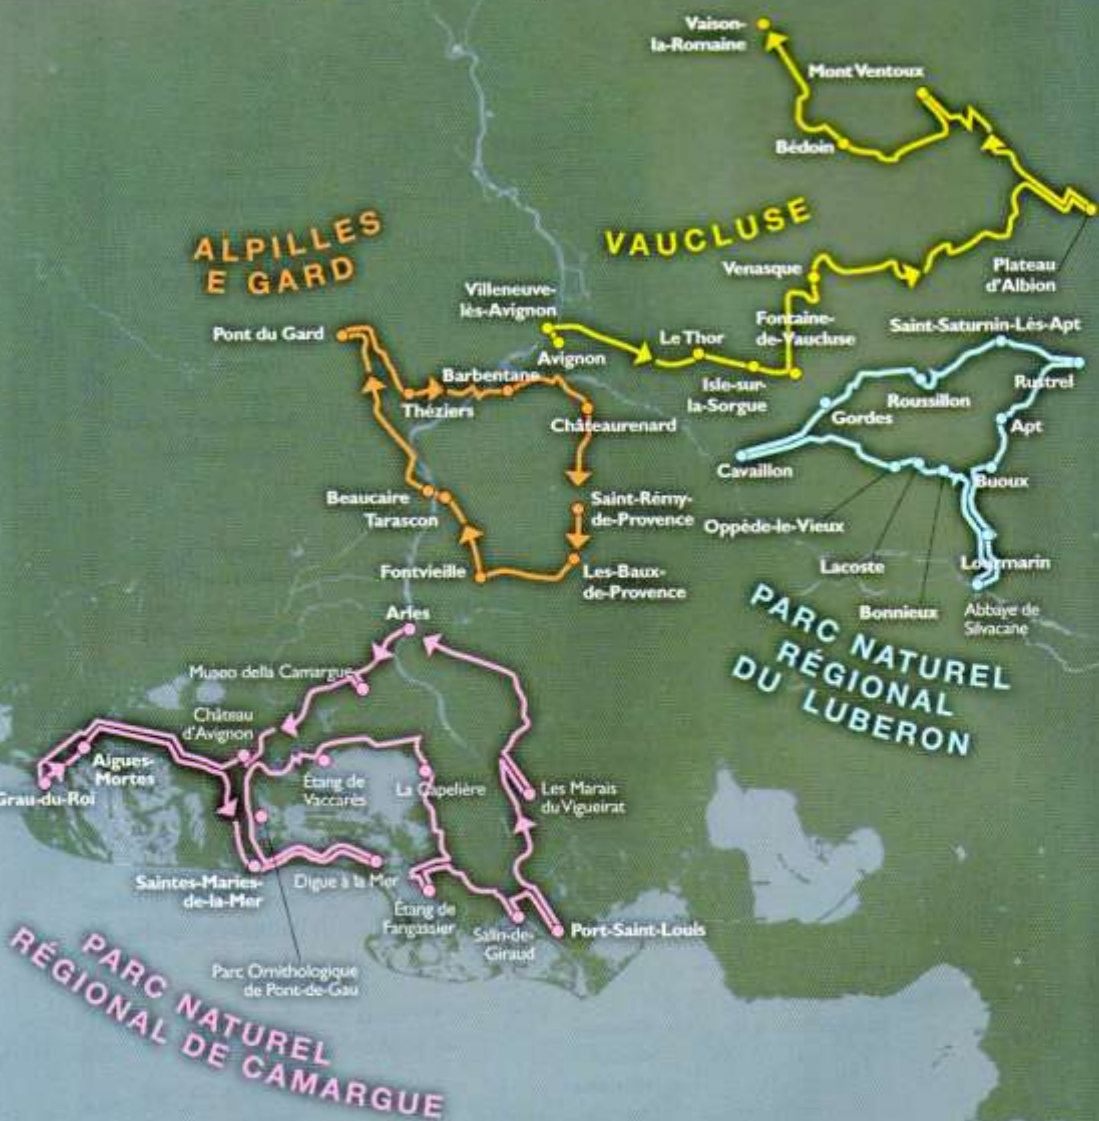 Vaison-
la-Romaine
Mont Ventoux
Bédoin
ALPILLES
E GARD
VAUCLUSE
Venasque
Plateau
d'Albion
Villeneuve-
lès-Avignon
Pont du Gard
Avignon
Le Thor
Fontaine-
de-Vaucluse
Saint-Saturnin-Lès-Apt
Barbentane
Isle-sur-
la-Sorgue
Roussillon
Rustrel
Théziers
Châteaurenard
Gordes
Apt
Cavaillon
Buoux
Beaucaire
Tarascon
Saint-Rémy-
de-Provence
Oppède-le-Vieux
Lacoste
Lourmarin
Fontvieille
Les-Baux-
de-Provence
Bonnieux
Abbaye de
Silvacane
PARC NATUREL
RÉGIONAL
DU LUBERON
Arles
Museo della Camargue
Château
d'Avignon
Aigues-
Mortes
Grau-du-Roi
Étang de
Vaccarès
La Capelière
Les Marais
du Vigueirat
Saintes-Maries-
de-la-Mer
Digue à la Mer
Étang de
Fangassier
Salin-de-
Giraud
Port-Saint-Louis
Parc Ornithologique
de Pont-de-Gau
PARC NATUREL
RÉGIONAL DE CAMARGUE